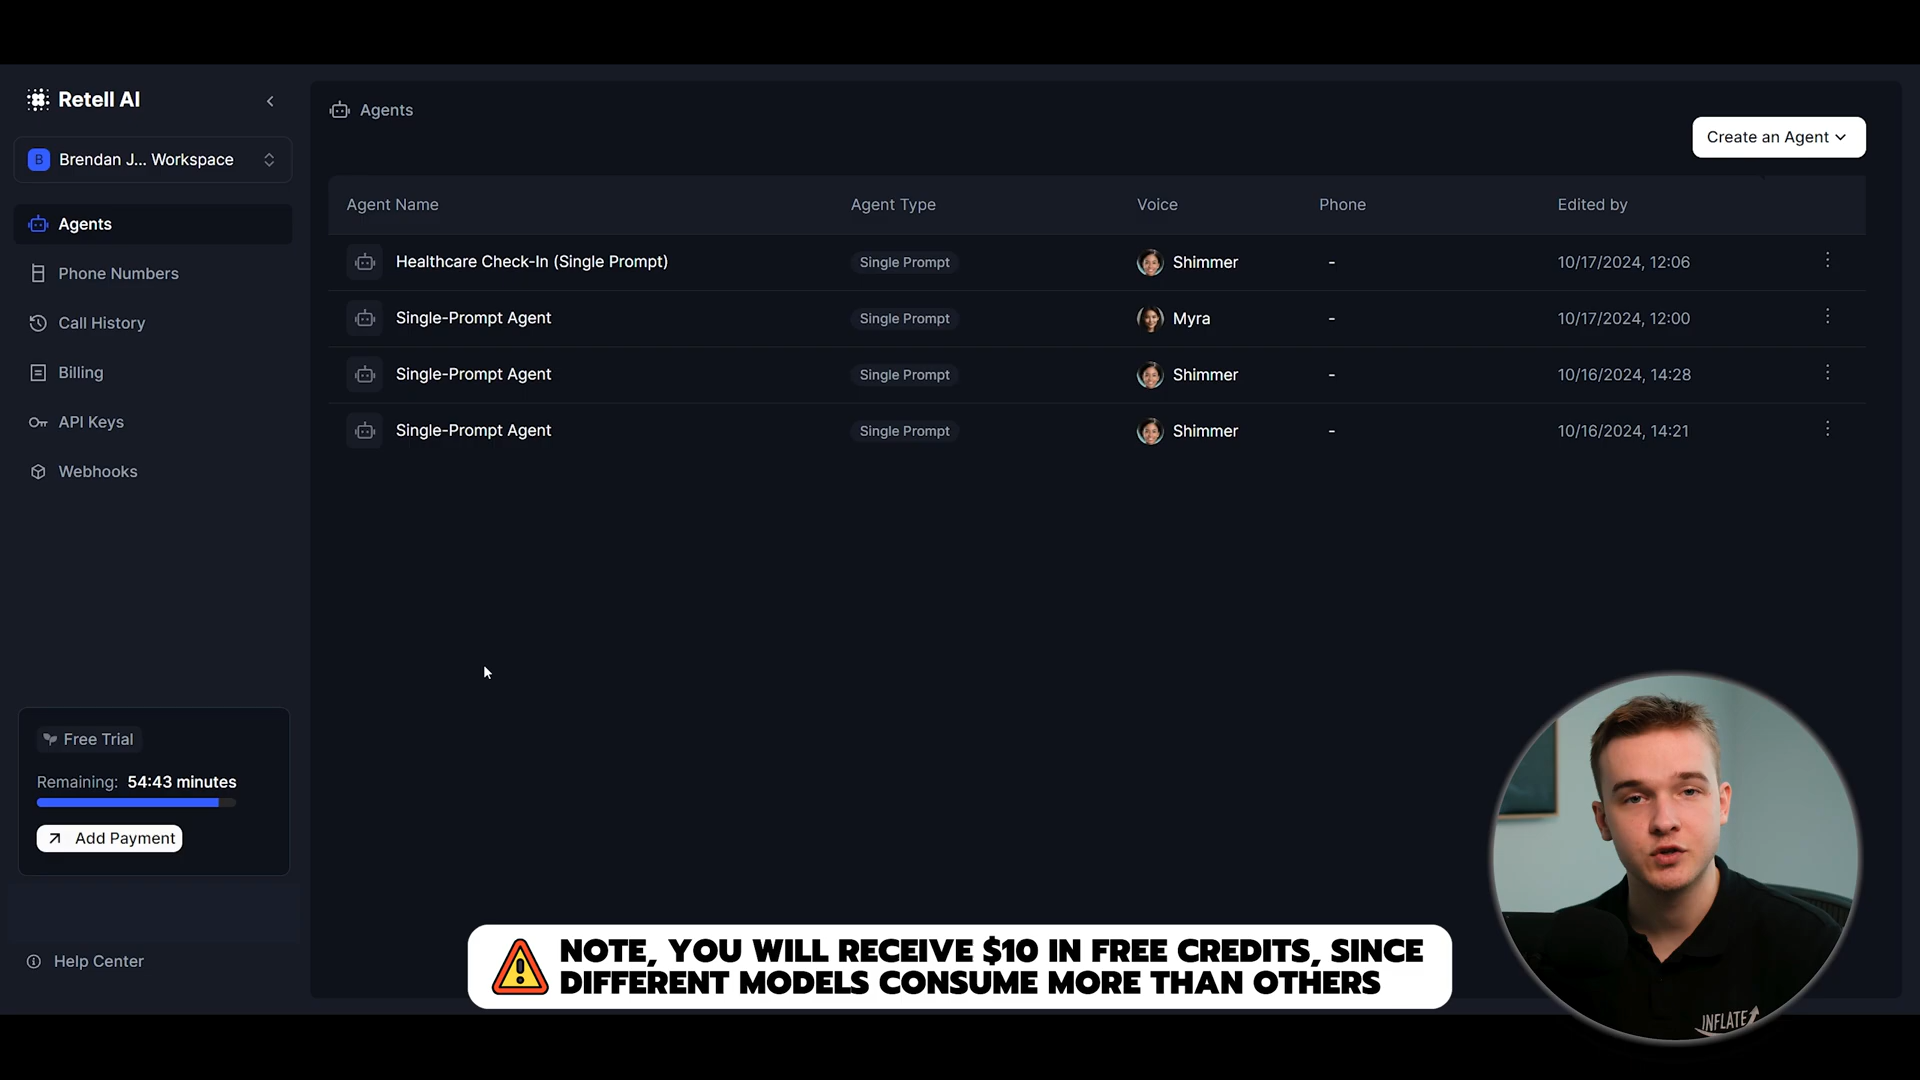 Retell AI
B Brendan J... Workspace
Agents
Phone Numbers
Call History
Billing
API Keys
Webhooks
Free Trial
Remaining: 54:43 minutes
Add Payment
Help Center
Agents
Create an Agent
Agent Name Agent Type Voice Phone Edited by
Healthcare Check-In (Single Prompt) Single Prompt Shimmer - 10/17/2024, 12:06
Single-Prompt Agent Single Prompt Myra - 10/17/2024, 12:00
Single-Prompt Agent Single Prompt Shimmer - 10/16/2024, 14:28
Single-Prompt Agent Single Prompt Shimmer - 10/16/2024, 14:21
NOTE, YOU WILL RECEIVE $10 IN FREE CREDITS, SINCE
DIFFERENT MODELS CONSUME MORE THAN OTHERS
INFLATE